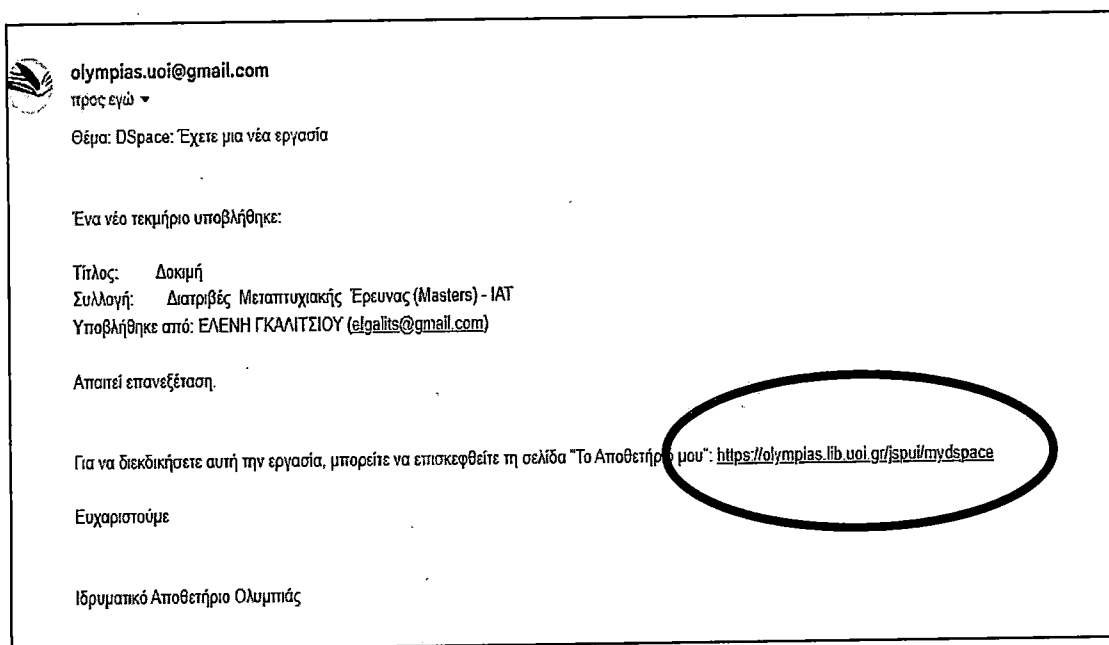 olympias.uoi@gmail.com
προς εγώ
Θέμα: DSpace: Έχετε μια νέα εργασία
Ένα νέο τεκμήριο υποβλήθηκε:
Τίτλος: Δοκιμή
Συλλογή: Διατριβές Μεταπτυχιακής Έρευνας (Masters) - ΙΑΤ
Υποβλήθηκε από: ΕΛΕΝΗ ΓΚΑΛΙΤΣΙΟΥ (elgalits@gmail.com)
Απαιτεί επανεξέταση.
Για να διεκδικήσετε αυτή την εργασία, μπορείτε να επισκεφθείτε τη σελίδα "Το Αποθετήριο μου": https://olympias.lib.uoi.gr/jspui/mydspace
Ευχαριστούμε
Ιδρυματικό Αποθετήριο Ολυμπιάς